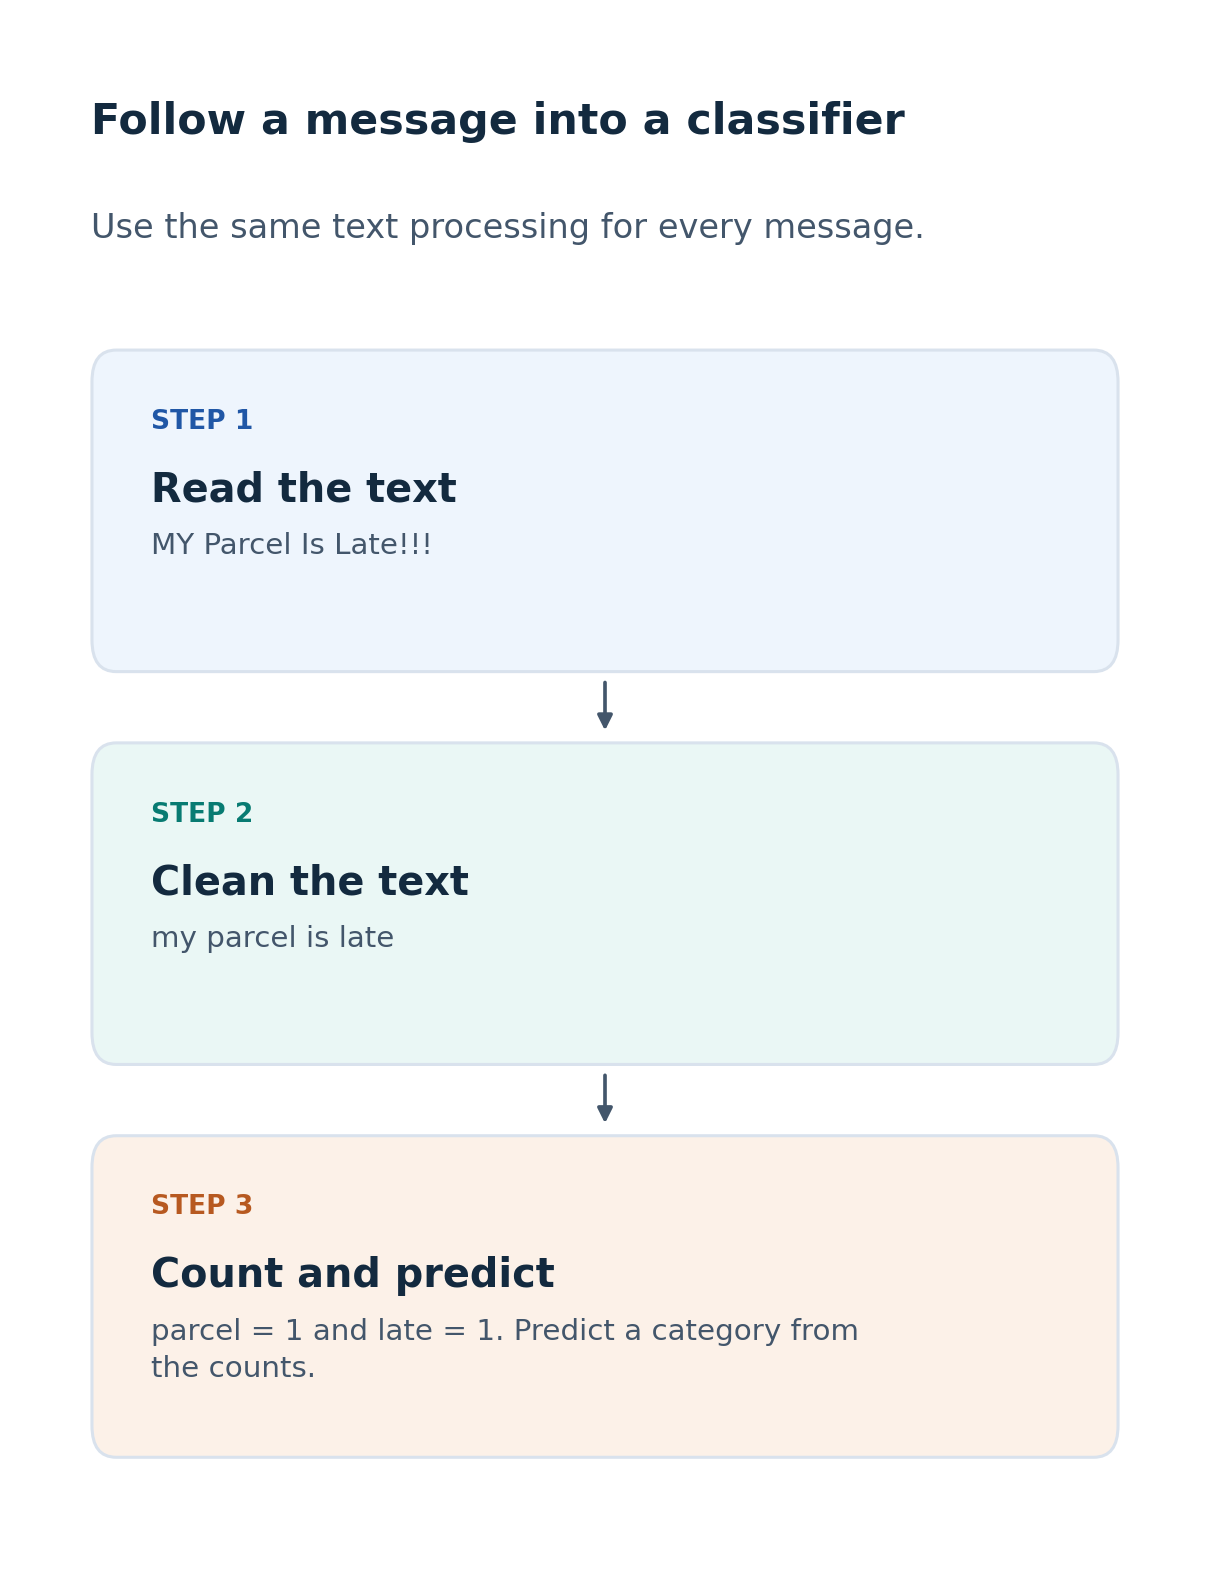 Follow a message into a classifier
Use the same text processing for every message.
STEP 1
Read the text
MY Parcel Is Late!!!
STEP 2
Clean the text
my parcel is late
STEP 3
Count and predict
parcel = 1 and late = 1. Predict a category from
the counts.